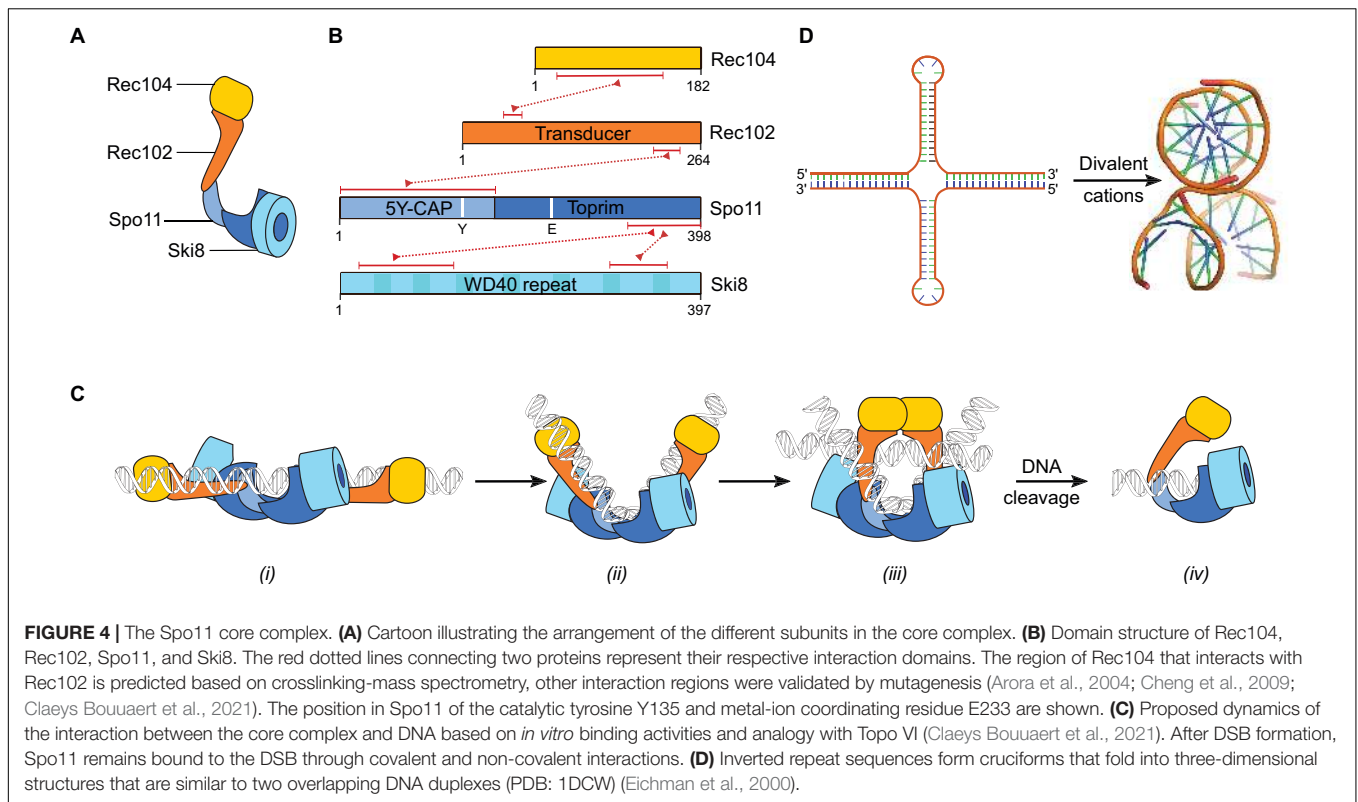 A
Rec104
Rec102
Spo11
Ski8
B
Rec104
1
182
Transducer
Rec102
1
264
5Y-CAP
Toprim
Spo11
1
Y
E
398
WD40 repeat
Ski8
1
397
D
5'
3'
3'
5'
Divalent
cations
C
DNA
cleavage
(i)
(ii)
(iii)
(iv)
FIGURE 4 | The Spo11 core complex. (A) Cartoon illustrating the arrangement of the different subunits in the core complex. (B) Domain structure of Rec104,
Rec102, Spo11, and Ski8. The red dotted lines connecting two proteins represent their respective interaction domains. The region of Rec104 that interacts with
Rec102 is predicted based on crosslinking-mass spectrometry, other interaction regions were validated by mutagenesis (Arora et al., 2004; Cheng et al., 2009;
Claeys Bouuaert et al., 2021). The position in Spo11 of the catalytic tyrosine Y135 and metal-ion coordinating residue E233 are shown. (C) Proposed dynamics of
the interaction between the core complex and DNA based on in vitro binding activities and analogy with Topo VI (Claeys Bouuaert et al., 2021). After DSB formation,
Spo11 remains bound to the DSB through covalent and non-covalent interactions. (D) Inverted repeat sequences form cruciforms that fold into three-dimensional
structures that are similar to two overlapping DNA duplexes (PDB: 1DCW) (Eichman et al., 2000).